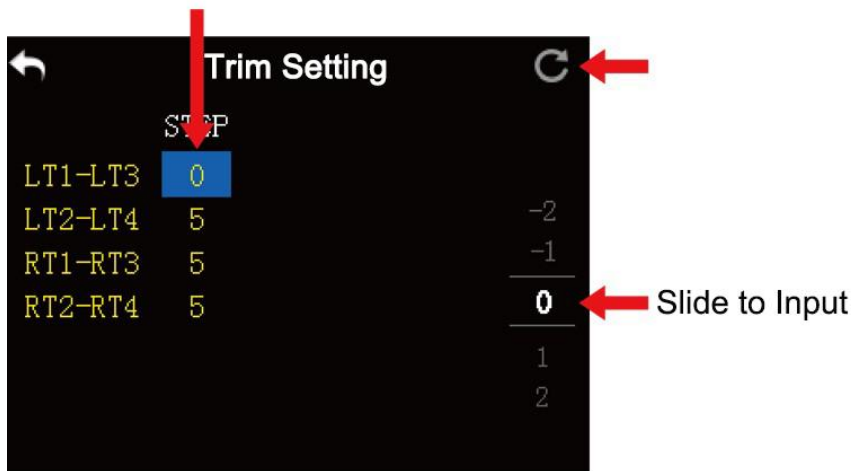 Trim Setting
STEP
LT1-LT3 0
LT2-LT4 5
RT1-RT3 5
RT2-RT4 5
-2
-1
0
1
2
Slide to Input